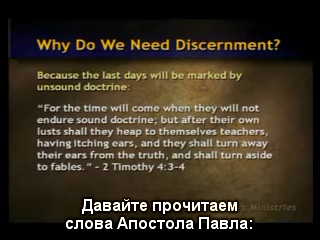 Why Do We Need Discernment?
Because the last days will be marked by
unsound doctrine:
“For the time will come when they will not
endure sound doctrine; but after their own
lusts shall they heap to themselves teachers,
having itching ears, and they shall turn away
their ears from the truth, and shall turn aside
to fables.” - 2 Timothy 4:3-4
Ministries
Давайте прочитаем
слова Апостола Павла: